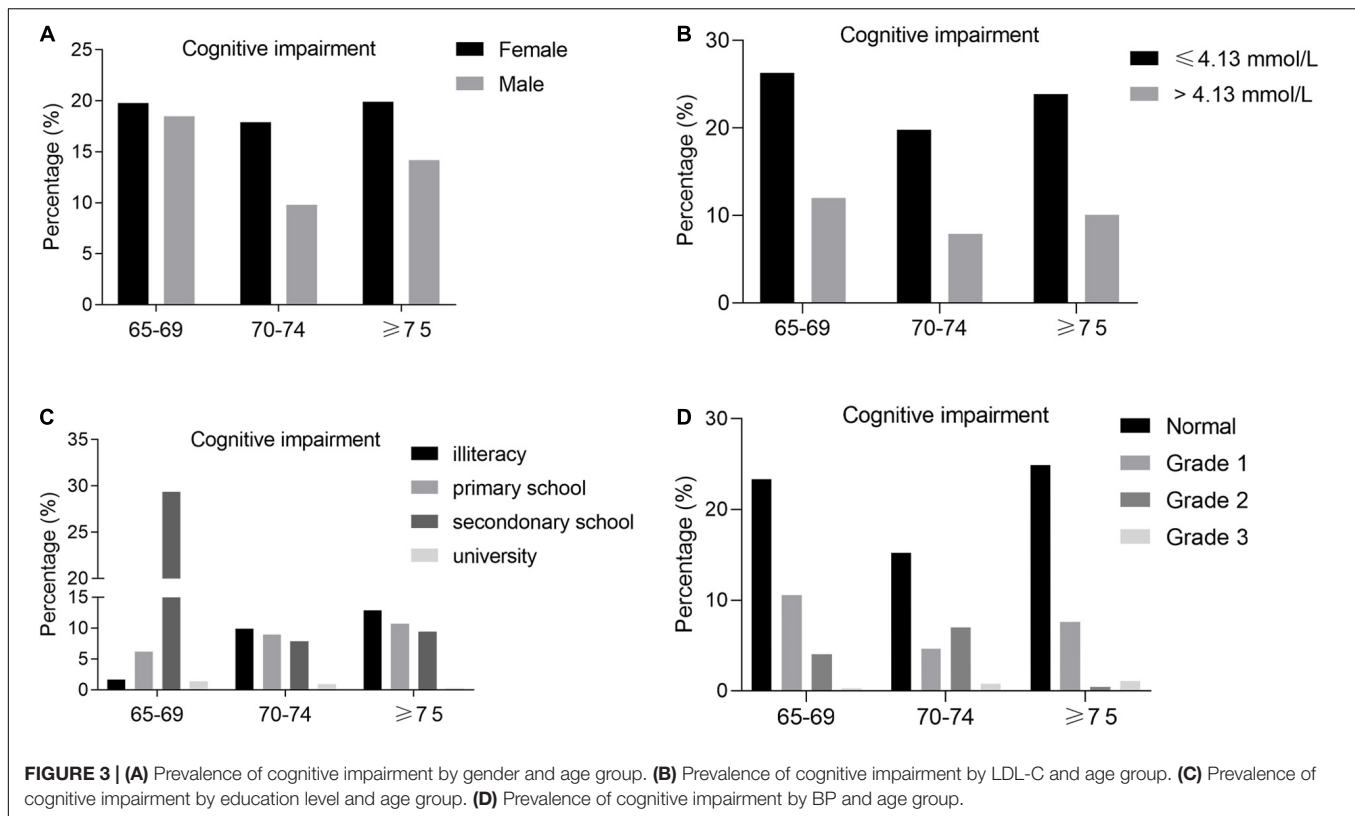 A
Cognitive impairment
Female
Male
Percentage (%)
25
20
15
10
5
0
65-69
70-74
≥7 5
B
Cognitive impairment
≤4.13 mmol/L
> 4.13 mmol/L
Percentage (%)
30
20
10
0
65-69
70-74
≥7 5
C
Cognitive impairment
illiteracy
primary school
secondonary school
university
Percentage (%)
35
30
25
20
15
10
5
0
65-69
70-74
≥7 5
D
Cognitive impairment
Normal
Grade 1
Grade 2
Grade 3
Percentage (%)
30
20
10
0
65-69
70-74
≥7 5
FIGURE 3 | (A) Prevalence of cognitive impairment by gender and age group. (B) Prevalence of cognitive impairment by LDL-C and age group. (C) Prevalence of
cognitive impairment by education level and age group. (D) Prevalence of cognitive impairment by BP and age group.